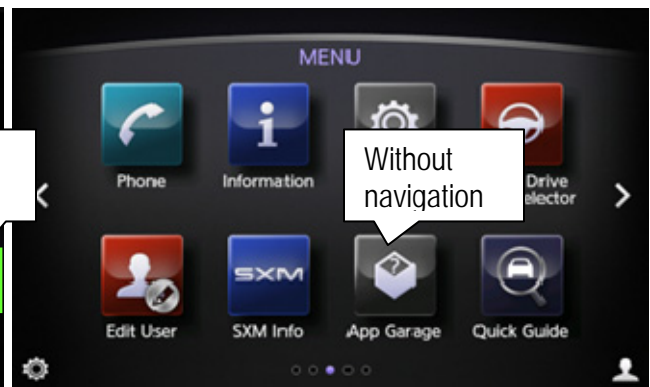 MENU
Phone
Information
Drive
elector
Without
navigation
SXM
Edit User
SXM Info
App Garage
Quick Guide